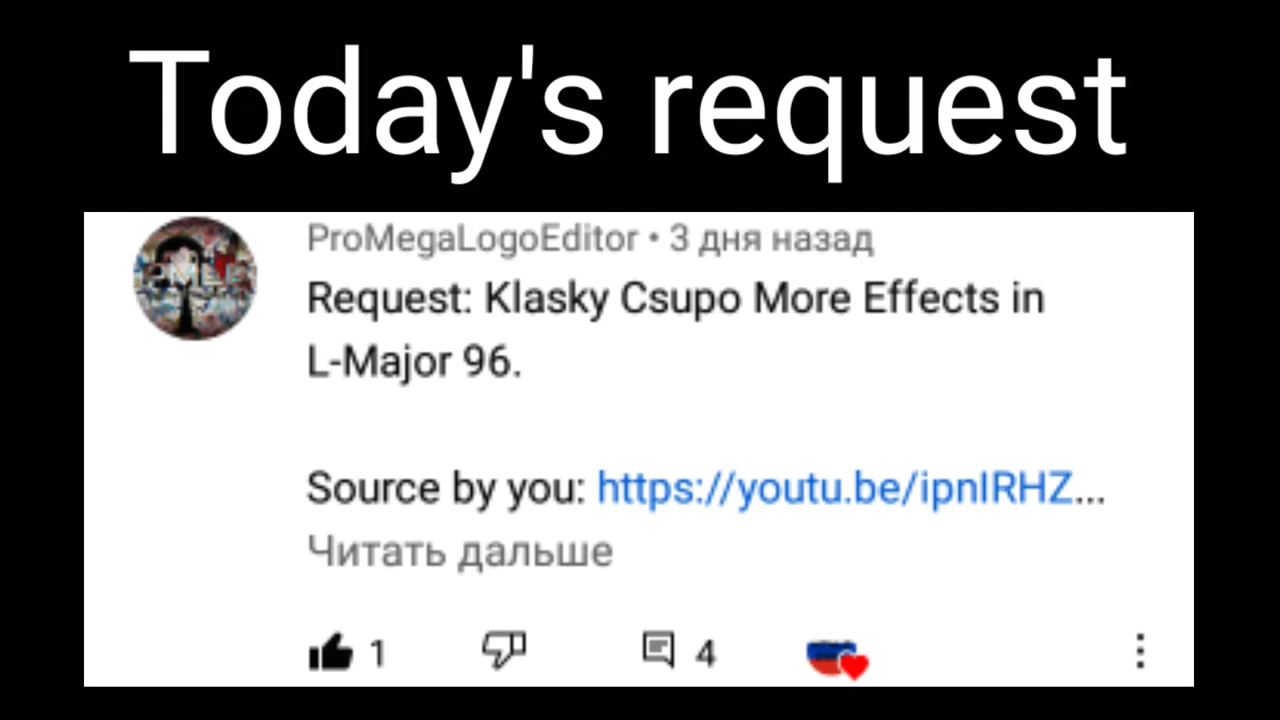 Today's request
ProMegaLogoEditor • 3 дня назад
Request: Klasky Csupo More Effects in
L-Major 96.
Source by you: https://youtu.be/ipnIRHZ...
Читать дальше
1 4